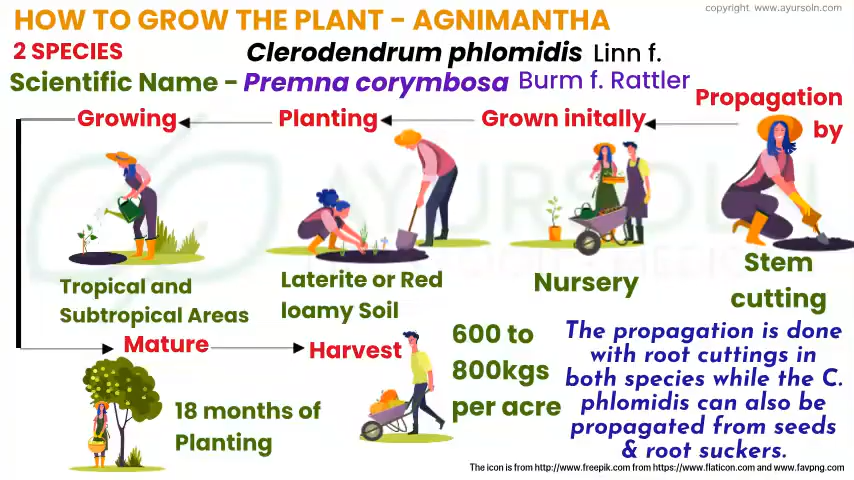 copyright www.ayursoln.com
HOW TO GROW THE PLANT - AGNIMANTHA
2 SPECIES
Clerodendrum phlomidis Linn f.
Scientific Name - Premna corymbosa Burm f. Rattler
Propagation
by
Grown initally
Planting
Growing
Stem
cutting
Nursery
Laterite or Red
loamy Soil
Tropical and
Subtropical Areas
Mature
Harvest
18 months of
Planting
600 to
800kgs
per acre
The propagation is done
with root cuttings in
both species while the C.
phlomidis can also be
propagated from seeds
& root suckers.
The icon is from http://www.freepik.com from https://www.flaticon.com and www.favpng.com